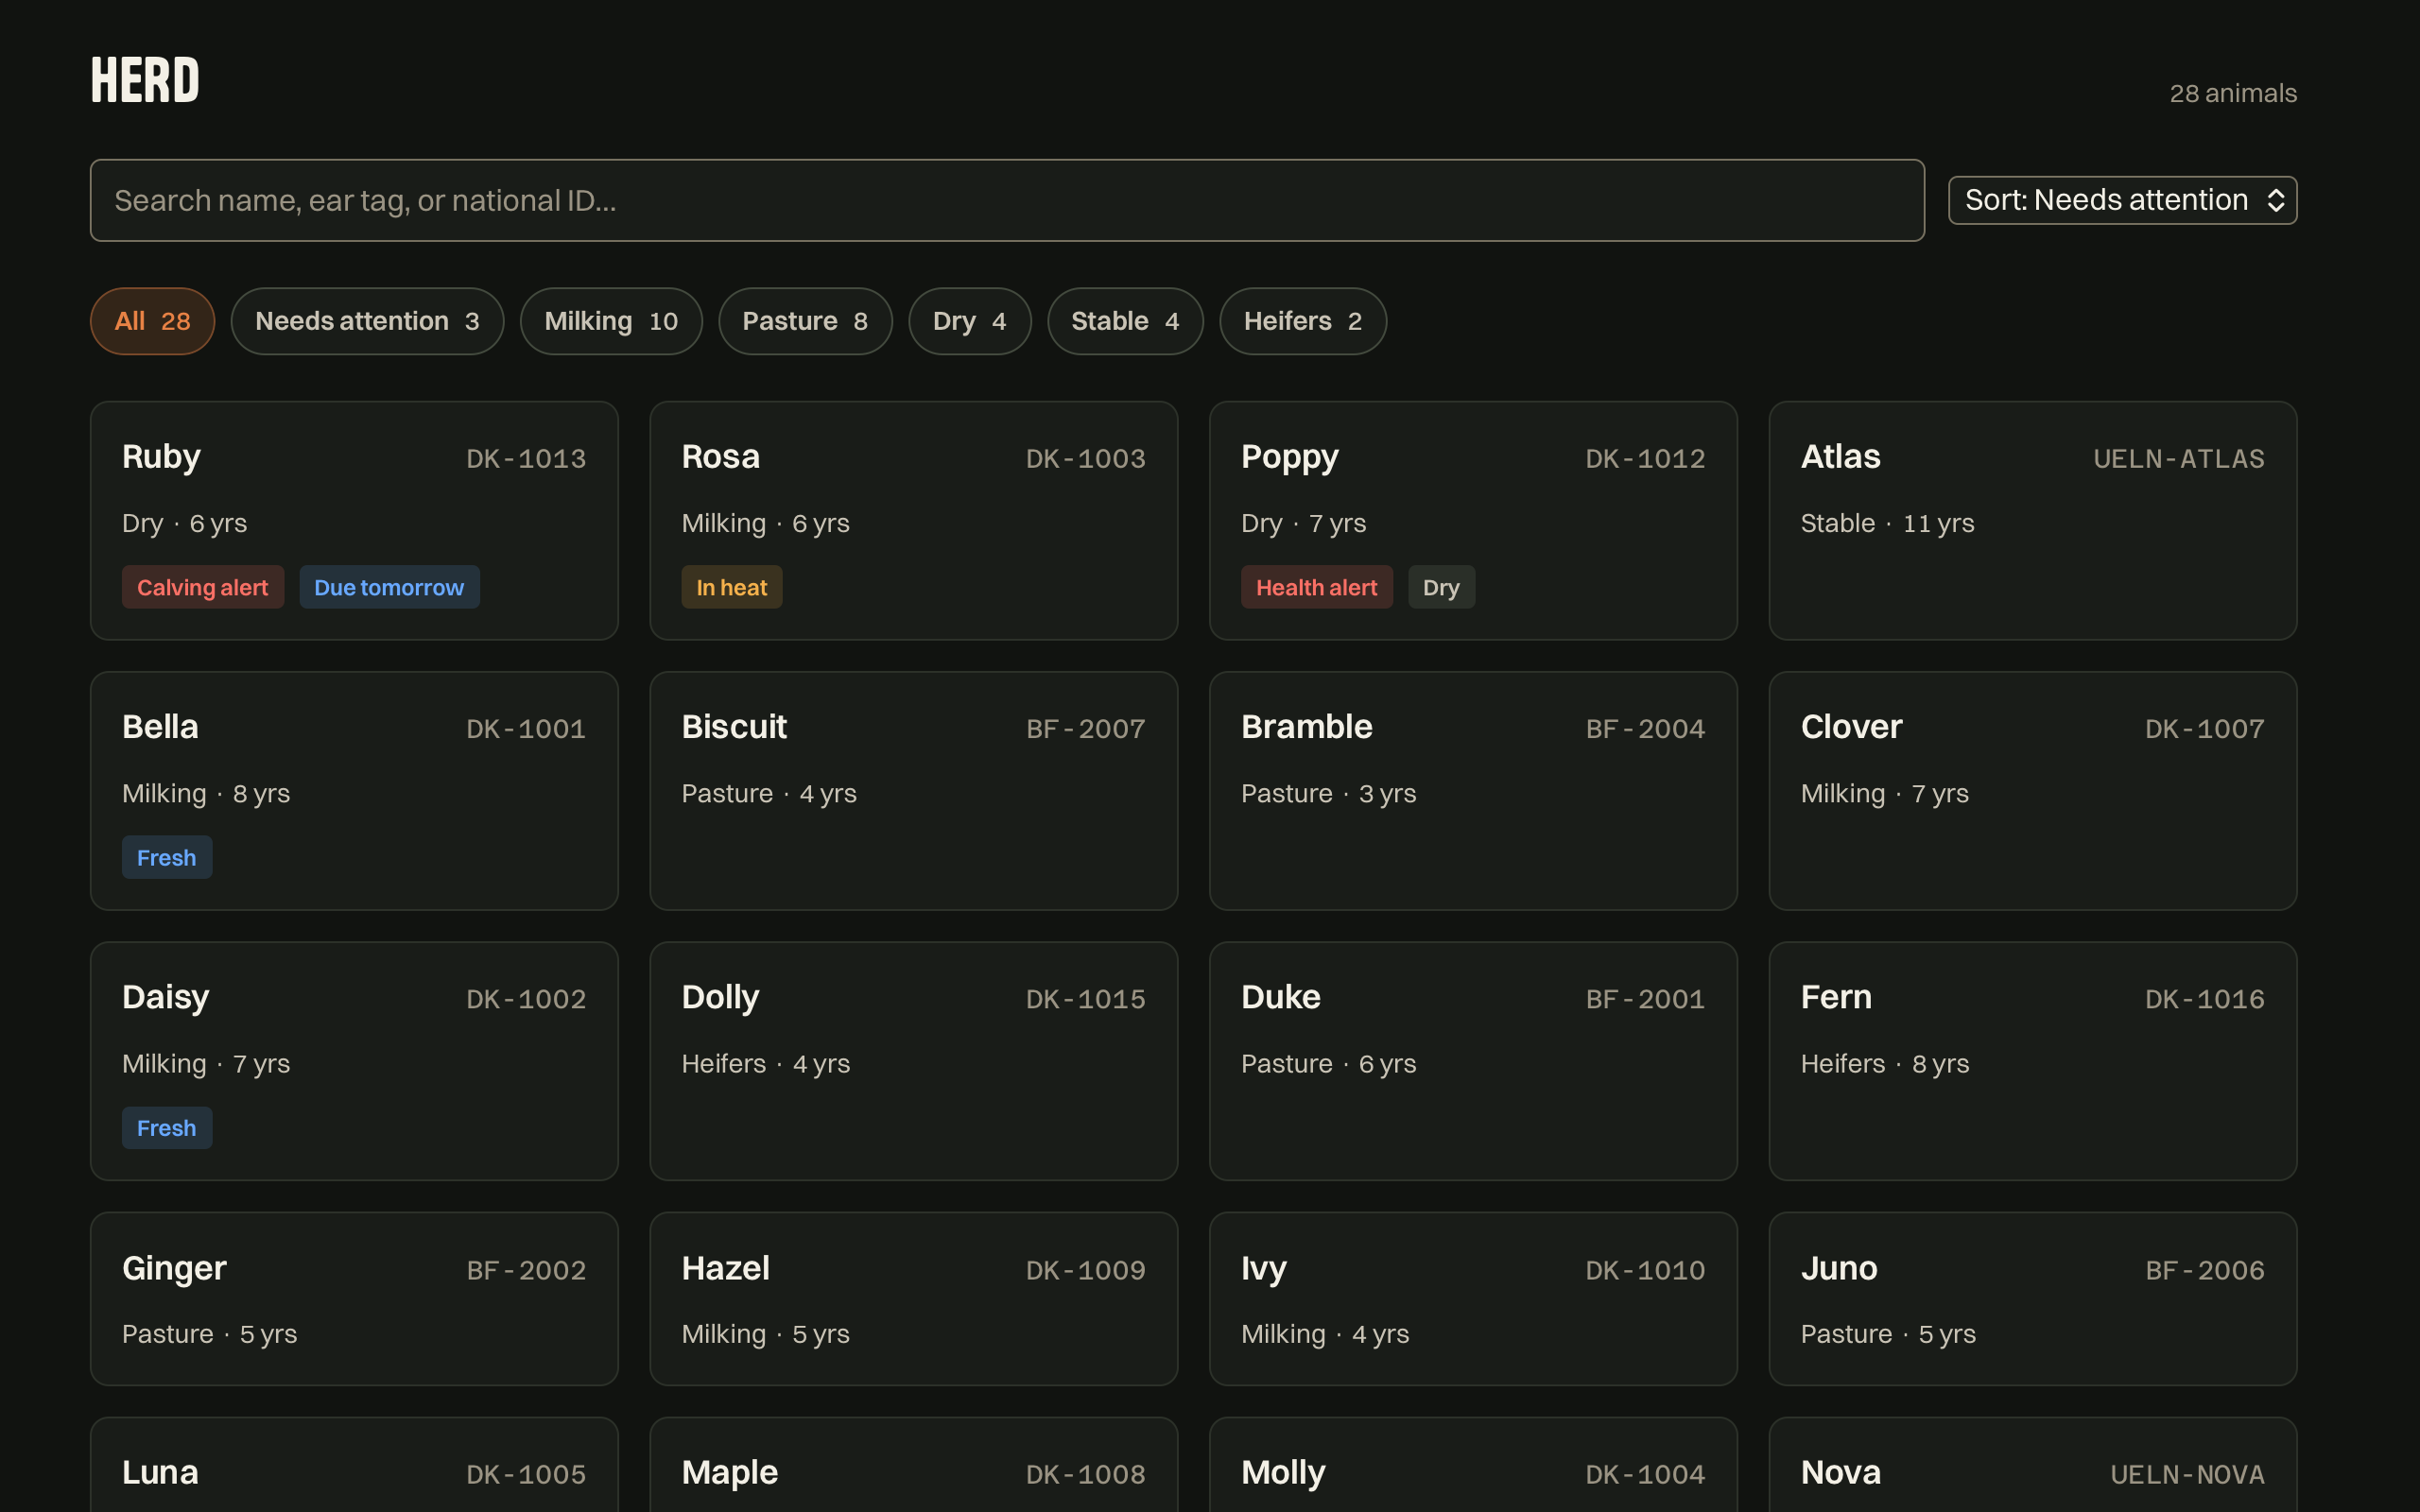 HERD
28 animals
Search name, ear tag, or national ID...
Sort: Needs attention
All 28 Needs attention 3 Milking 10 Pasture 8 Dry 4 Stable 4 Heifers 2
Ruby DK-1013
Dry · 6 yrs
Calving alert Due tomorrow
Rosa DK-1003
Milking · 6 yrs
In heat
Poppy DK-1012
Dry · 7 yrs
Health alert Dry
Atlas UELN-ATLAS
Stable · 11 yrs
Bella DK-1001
Milking · 8 yrs
Fresh
Biscuit BF-2007
Pasture · 4 yrs
Bramble BF-2004
Pasture · 3 yrs
Clover DK-1007
Milking · 7 yrs
Daisy DK-1002
Milking · 7 yrs
Fresh
Dolly DK-1015
Heifers · 4 yrs
Duke BF-2001
Pasture · 6 yrs
Fern DK-1016
Heifers · 8 yrs
Ginger BF-2002
Pasture · 5 yrs
Hazel DK-1009
Milking · 5 yrs
Ivy DK-1010
Milking · 4 yrs
Juno BF-2006
Pasture · 5 yrs
Luna DK-1005
Maple DK-1008
Molly DK-1004
Nova UELN-NOVA